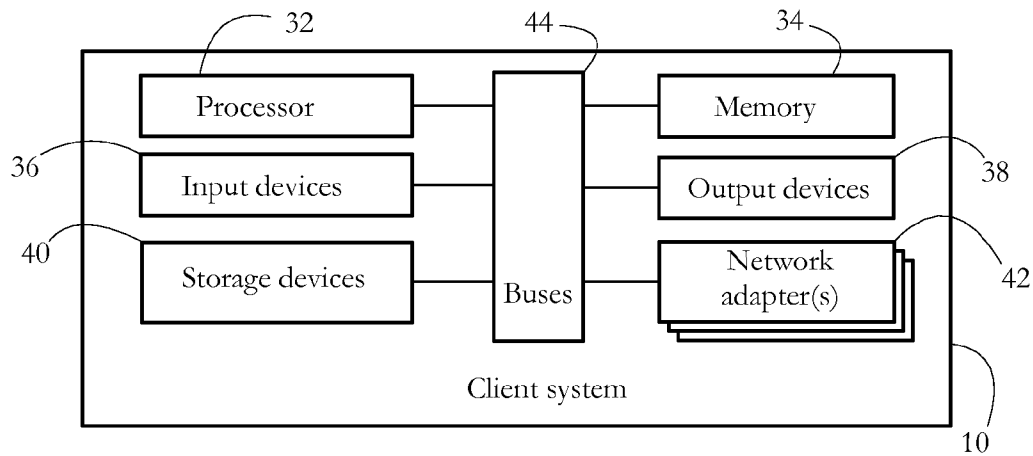 32
44
34
Processor
Memory
36
Input devices
Output devices
38
40
Storage devices
Buses
Network
adapter(s)
42
Client system
10